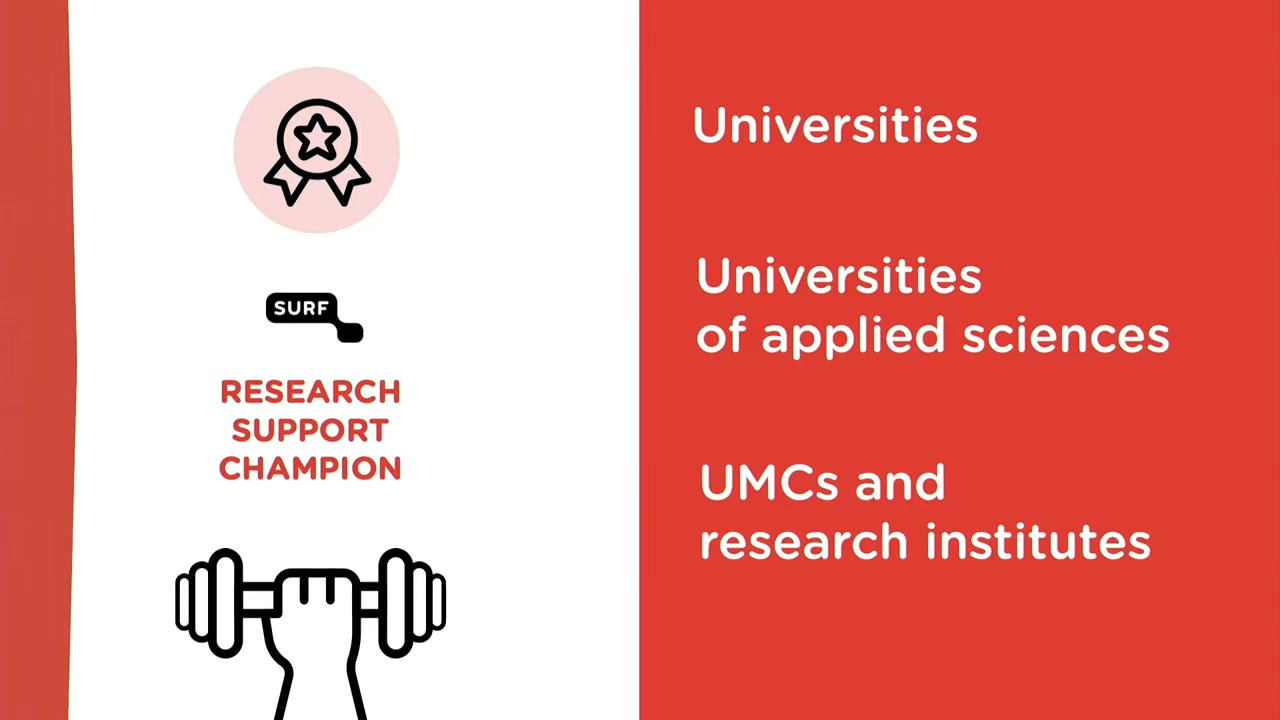 SURF
RESEARCH
SUPPORT
CHAMPION
Universities
Universities
of applied sciences
UMCs and
research institutes